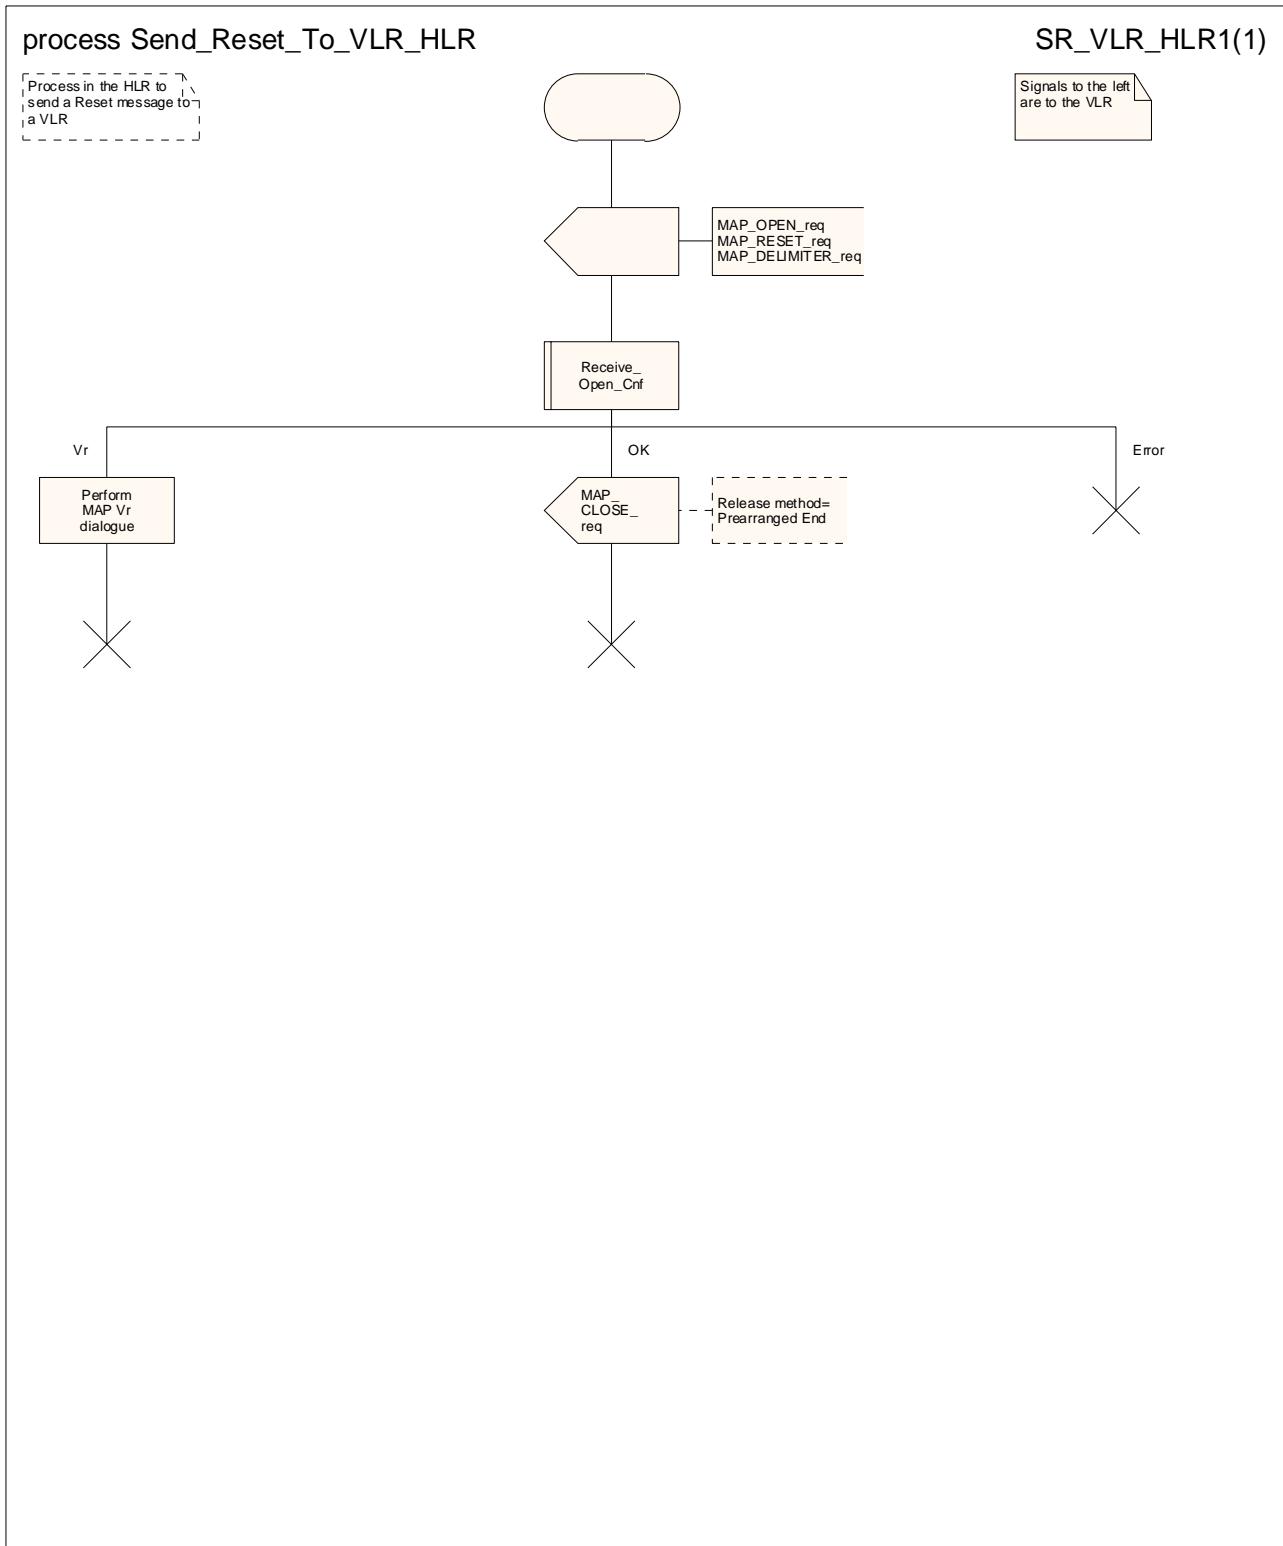 process Send_Reset_To_VLR_HLR
SR_VLR_HLR1(1)
Process in the HLR to
send a Reset message to
a VLR
Signals to the left
are to the VLR
MAP_OPEN_req
MAP_RESET_req
MAP_DELIMITER_req
Receive_
Open_Cnf
Vr
OK
Error
Perform
MAP Vr
dialogue
MAP_
CLOSE_
req
Release method=
Prearranged End